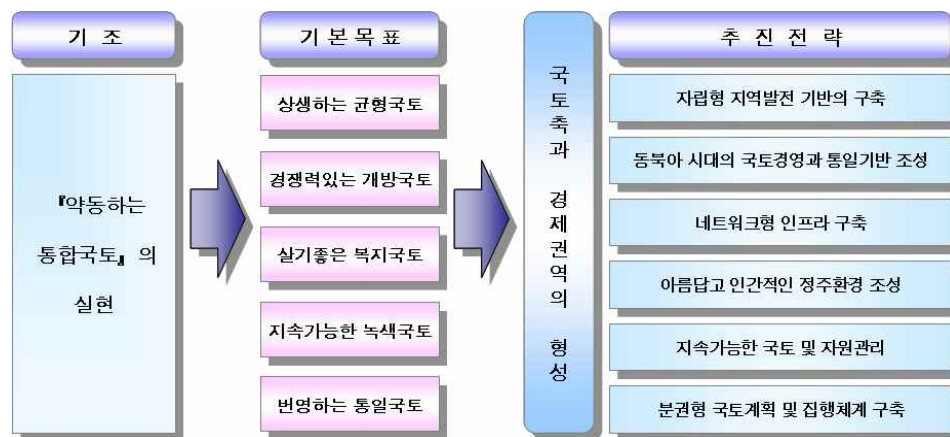 기 조
『약동하는
통합국토』의
실현
기 본 목 표
상생하는 균형국토
경쟁력있는 개방국토
살기좋은 복지국토
지속가능한 녹색국토
번영하는 통일국토
국토축과 경제권역의 형성
추 진 전 략
자립형 지역발전 기반의 구축
동북아 시대의 국토경영과 통일기반 조성
네트워크형 인프라 구축
아름답고 인간적인 정주환경 조성
지속가능한 국토 및 자원관리
분권형 국토계획 및 집행체계 구축